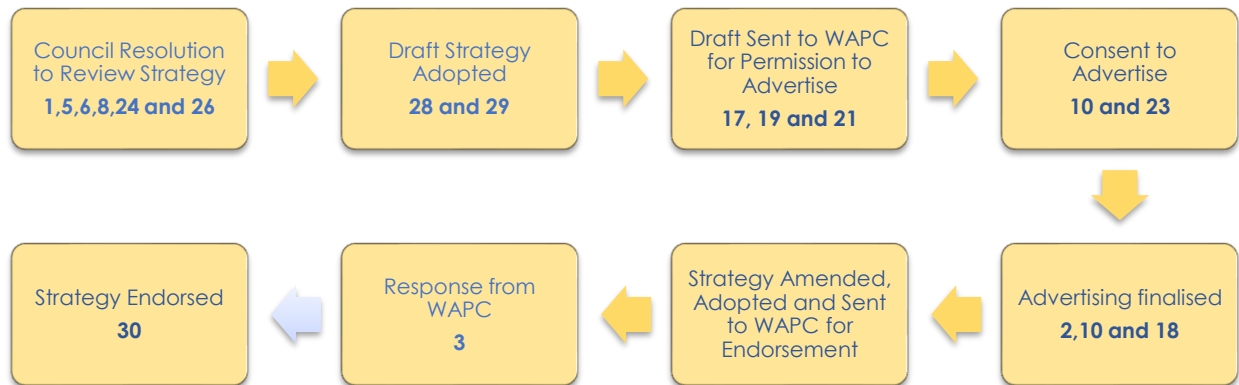 Council Resolution
to Review Strategy
1,5,6,8,24 and 26
Draft Strategy
Adopted
28 and 29
Draft Sent to WAPC
for Permission to
Advertise
17, 19 and 21
Consent to
Advertise
10 and 23
Advertising finalised
2,10 and 18
Strategy Amended,
Adopted and Sent
to WAPC for
Endorsement
Response from
WAPC
3
Strategy Endorsed
30